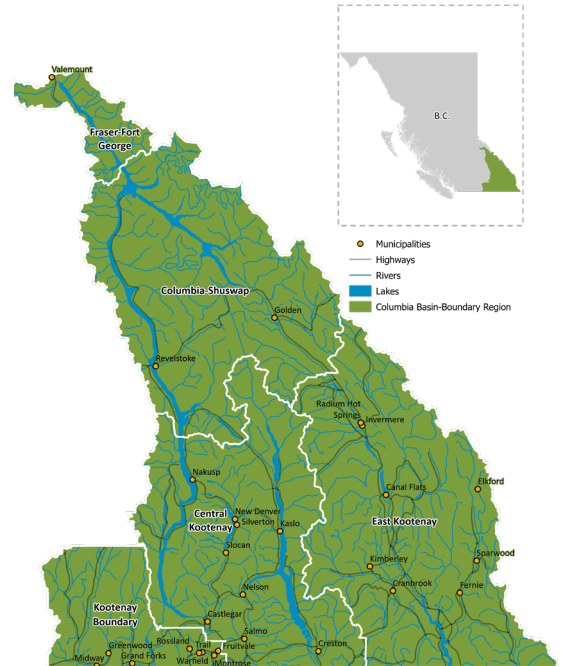 Valemount
Fraser-Fort
George
B.C.
Municipalities
Highways
Rivers
Lakes
Columbia Basin-Boundary Region
Columbia-Shuswap
Golden
Revelstoke
Radium Hot
Springs
Invermere
Nakusp
Canal Flats
Elkford
Central
Kootenay
New Denver
Silverton
Kaslo
East Kootenay
Slocan
Kimberley
Sparwood
Nelson
Cranbrook
Fernie
Kootenay
Boundary
Castlegar
Salmo
Greenwood
Rossland
Trail
Fruitvale
Creston
Midway
Grand Forks
Warfield
Montrose